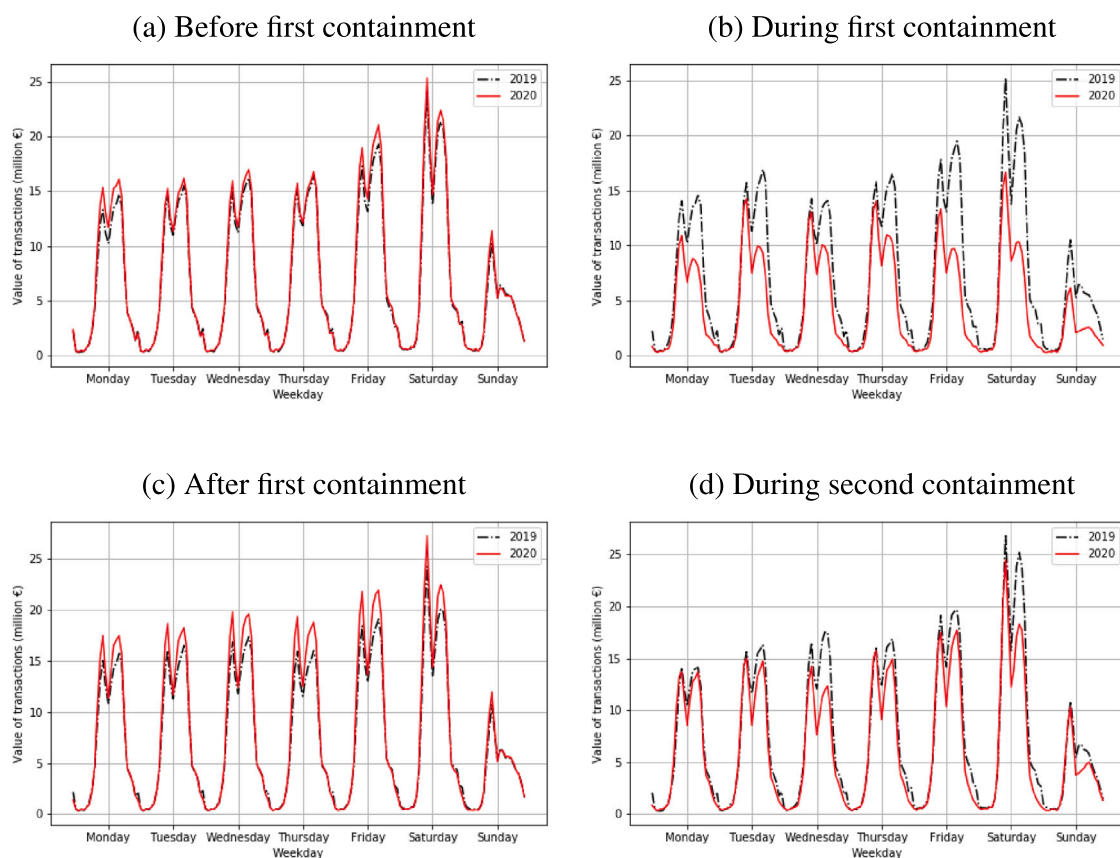 (a) Before first containment
Value of transactions (million €)
25
20
15
10
5
0
2019
2020
Monday Tuesday Wednesday Thursday Friday Saturday Sunday
Weekday
(b) During first containment
Value of transactions (million €)
25
20
15
10
5
0
2019
2020
Monday Tuesday Wednesday Thursday Friday Saturday Sunday
Weekday
(c) After first containment
Value of transactions (million €)
25
20
15
10
5
0
2019
2020
Monday Tuesday Wednesday Thursday Friday Saturday Sunday
Weekday
(d) During second containment
Value of transactions (million €)
25
20
15
10
5
0
2019
2020
Monday Tuesday Wednesday Thursday Friday Saturday Sunday
Weekday